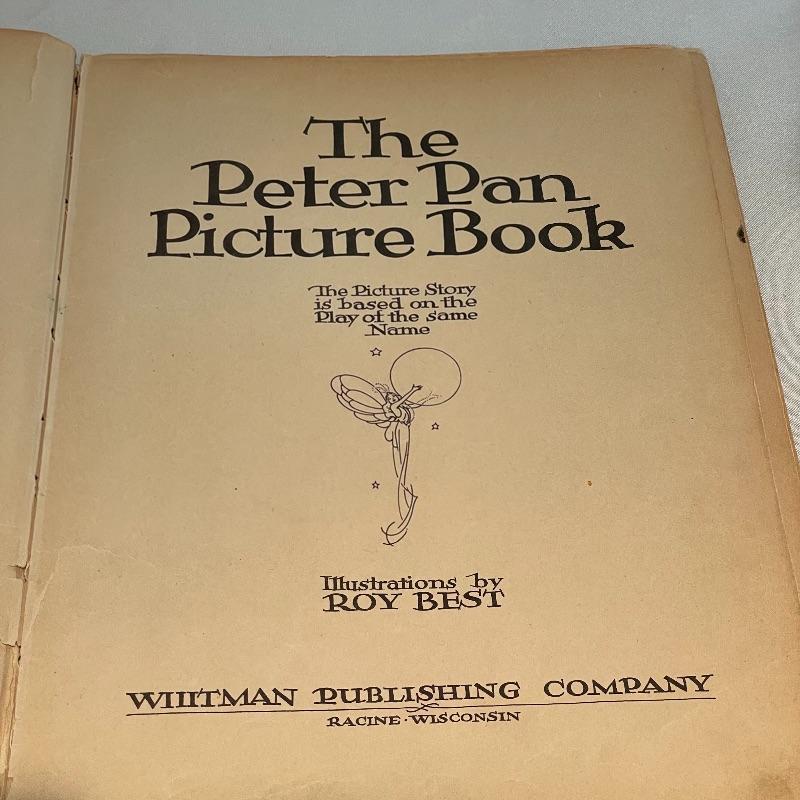 The
Peter Pan
Picture Book
The Picture Story
is based on the
Play of the same
Name
Illustrations by
ROY BEST
WHITMAN PUBLISHING COMPANY
RACINE · WISCONSIN